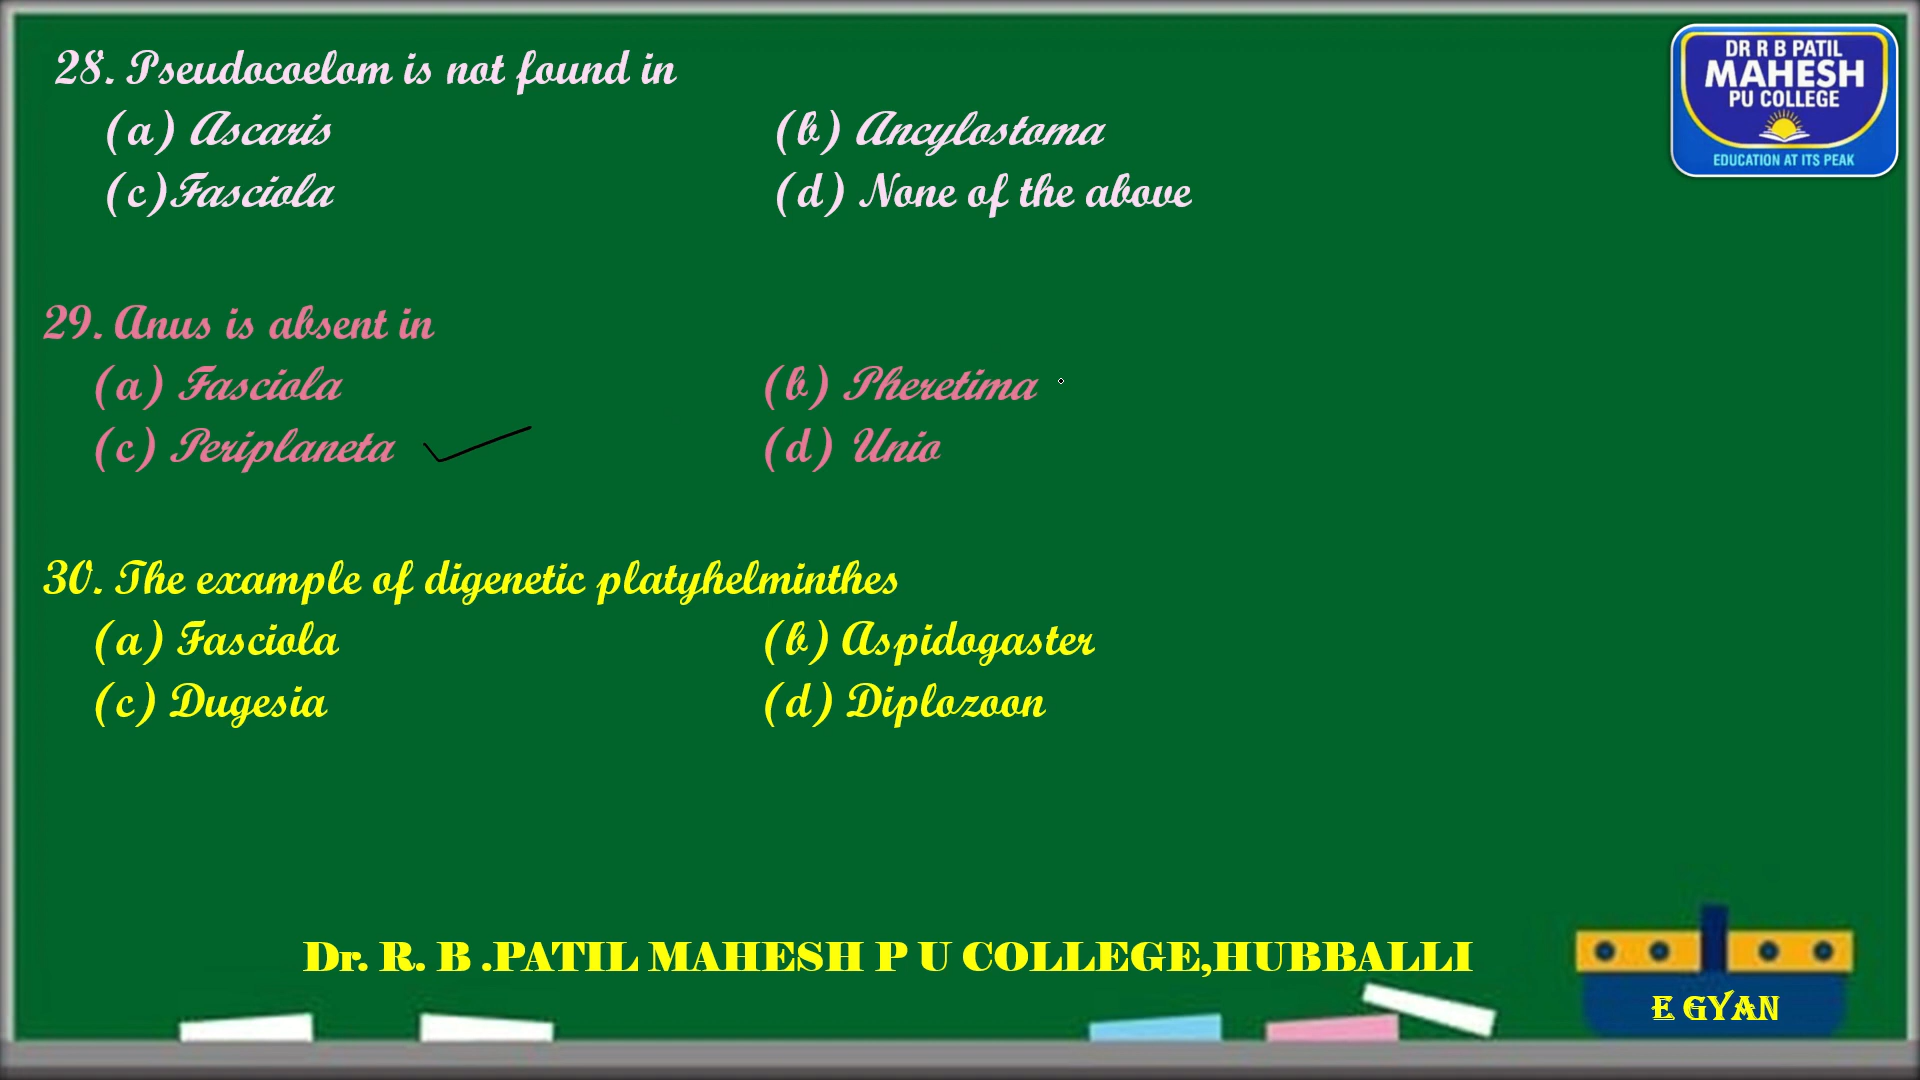 28. Pseudocoelom is not found in
(a) Ascaris (b) Ancylostoma
(c)Fasciola (d) None of the above
29. Anus is absent in
(a) Fasciola (b) Pheretima
(c) Periplaneta (d) Unio
30. The example of digenetic platyhelminthes
(a) Fasciola (b) Aspidogaster
(c) Dugesia (d) Diplozoon
DR R B PATIL
MAHESH
PU COLLEGE
EDUCATION AT ITS PEAK
Dr. R. B .PATIL MAHESH P U COLLEGE,HUBBALLI
E GYAN